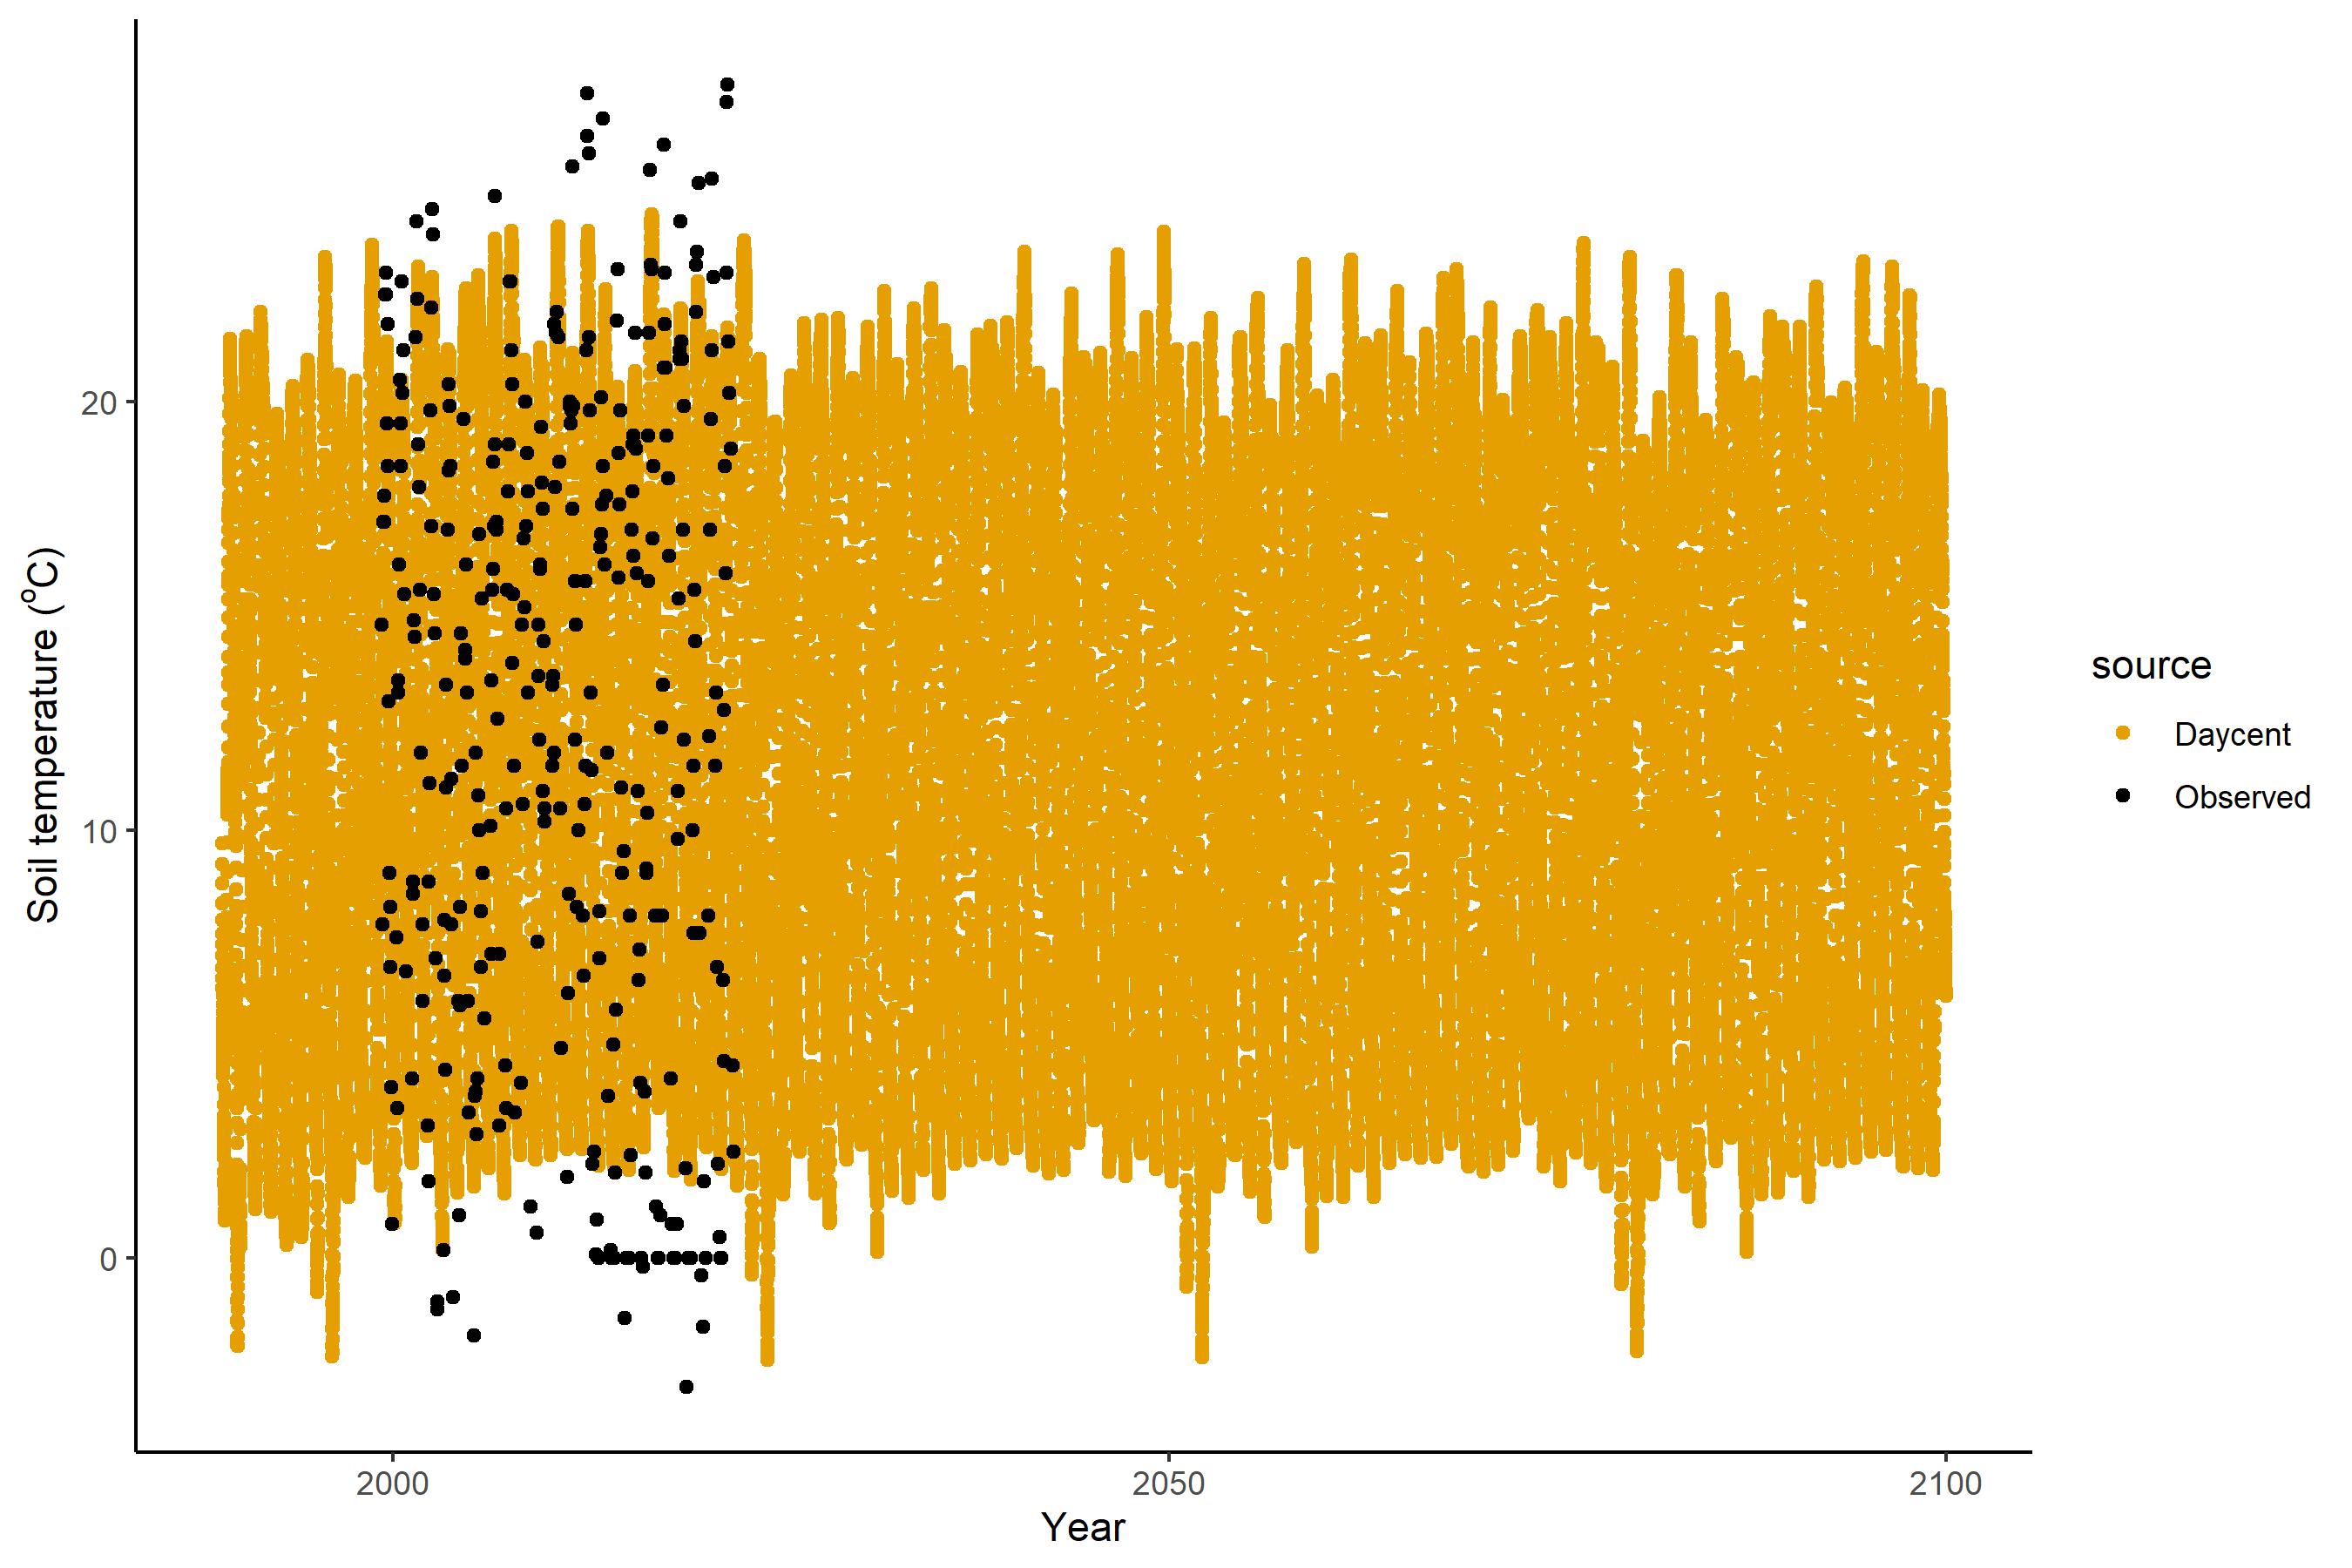 Soil temperature (°C)
20
10
0
2000
2050
2100
Year
source
Daycent
Observed